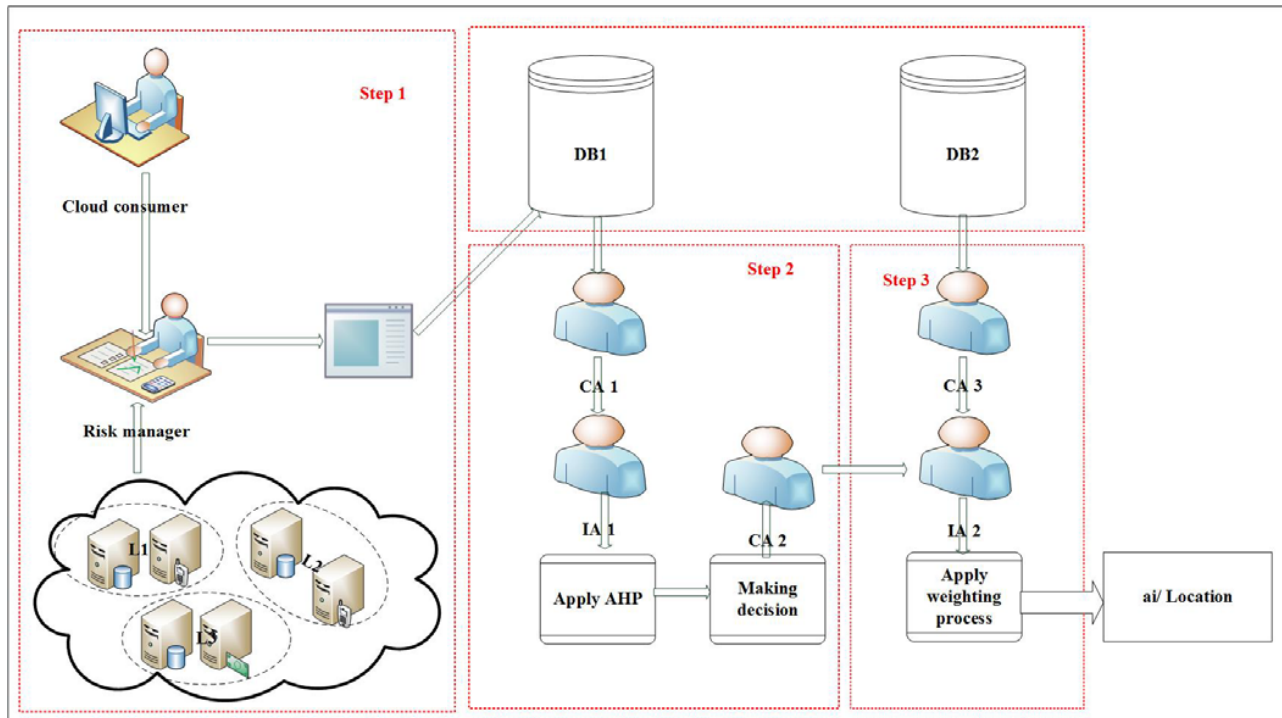 Step 1
Cloud consumer
Risk manager
L1
L2
L3
DB1
DB2
Step 2
CA 1
IA 1
Apply AHP
CA 2
Making
decision
Step 3
CA 3
IA 2
Apply
weighting
process
ai/ Location